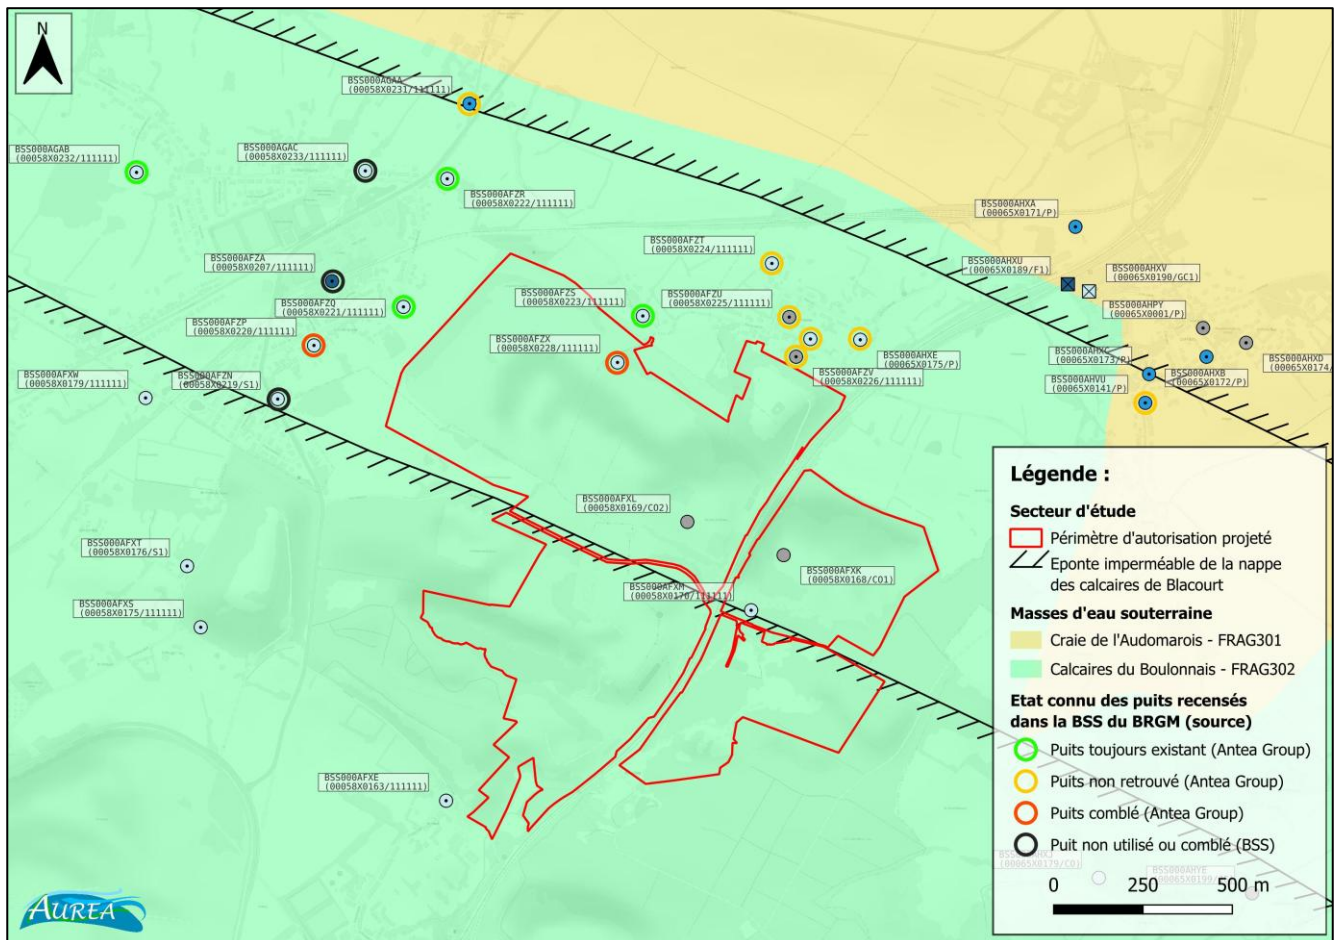 N
BSS000AGAA
(00058X0231/111111)
BSS000AGAB
(00058X0232/111111)
BSS000AGAC
(00058X0233/111111)
BSS000AFZR
(00058X0222/111111)
BSS000AHXA
(00065X0171/P)
BSS000AFZT
(00058X0224/111111)
BSS000AFZA
(00058X0207/111111)
BSS000AHXU
(00065X0189/F1)
BSS000AHXV
(00065X0190/GC1)
BSS000AFZS
(00058X0223/111111)
BSS000AFZU
(00058X0225/111111)
BSS000AFZQ
(00058X0221/111111)
BSS000AHPY
(00065X0001/P)
BSS000AFZP
(00058X0220/111111)
BSS000AFZX
(00058X0228/111111)
BSS000AHXE
(00065X0175/P)
BSS000AHXC
(00065X0173/P)
BSS000AHXD
(00065X0174/
BSS000AFXW
(00058X0179/111111)
BSS000AFZN
(00058X0219/S1)
BSS000AFZV
(00058X0226/111111)
BSS000AHXB
(00065X0172/P)
BSS000AHVU
(00065X0141/P)
BSS000AFXL
(00058X0169/CO2)
BSS000AFXT
(00058X0176/S1)
BSS000AFXK
(00058X0168/CO1)
BSS000AFXM
(00058X0170/111111)
BSS000AFXS
(00058X0175/111111)
BSS000AFXE
(00058X0163/111111)
Légende :
Secteur d'étude
Périmètre d'autorisation projeté
Eponte imperméable de la nappe
des calcaires de Blacourt
Masses d'eau souterraine
Craie de l'Audomarois - FRAG301
Calcaires du Boulonnais - FRAG302
Etat connu des puits recensés
dans la BSS du BRGM (source)
Puits toujours existant (Antea Group)
Puits non retrouvé (Antea Group)
Puits comblé (Antea Group)
Puit non utilisé ou comblé (BSS)
0 250 500 m
AUREA